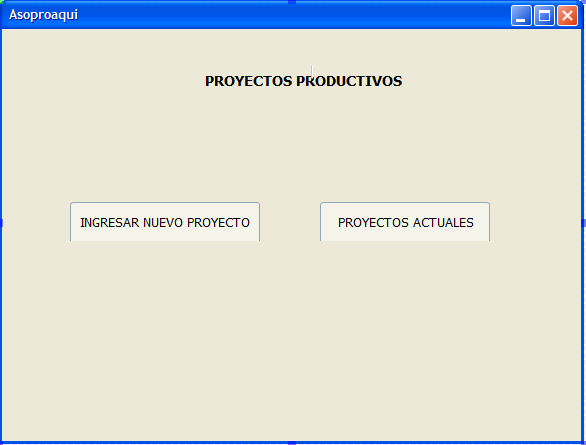 Asoproaqui
PROYECTOS PRODUCTIVOS
INGRESAR NUEVO PROYECTO
PROYECTOS ACTUALES